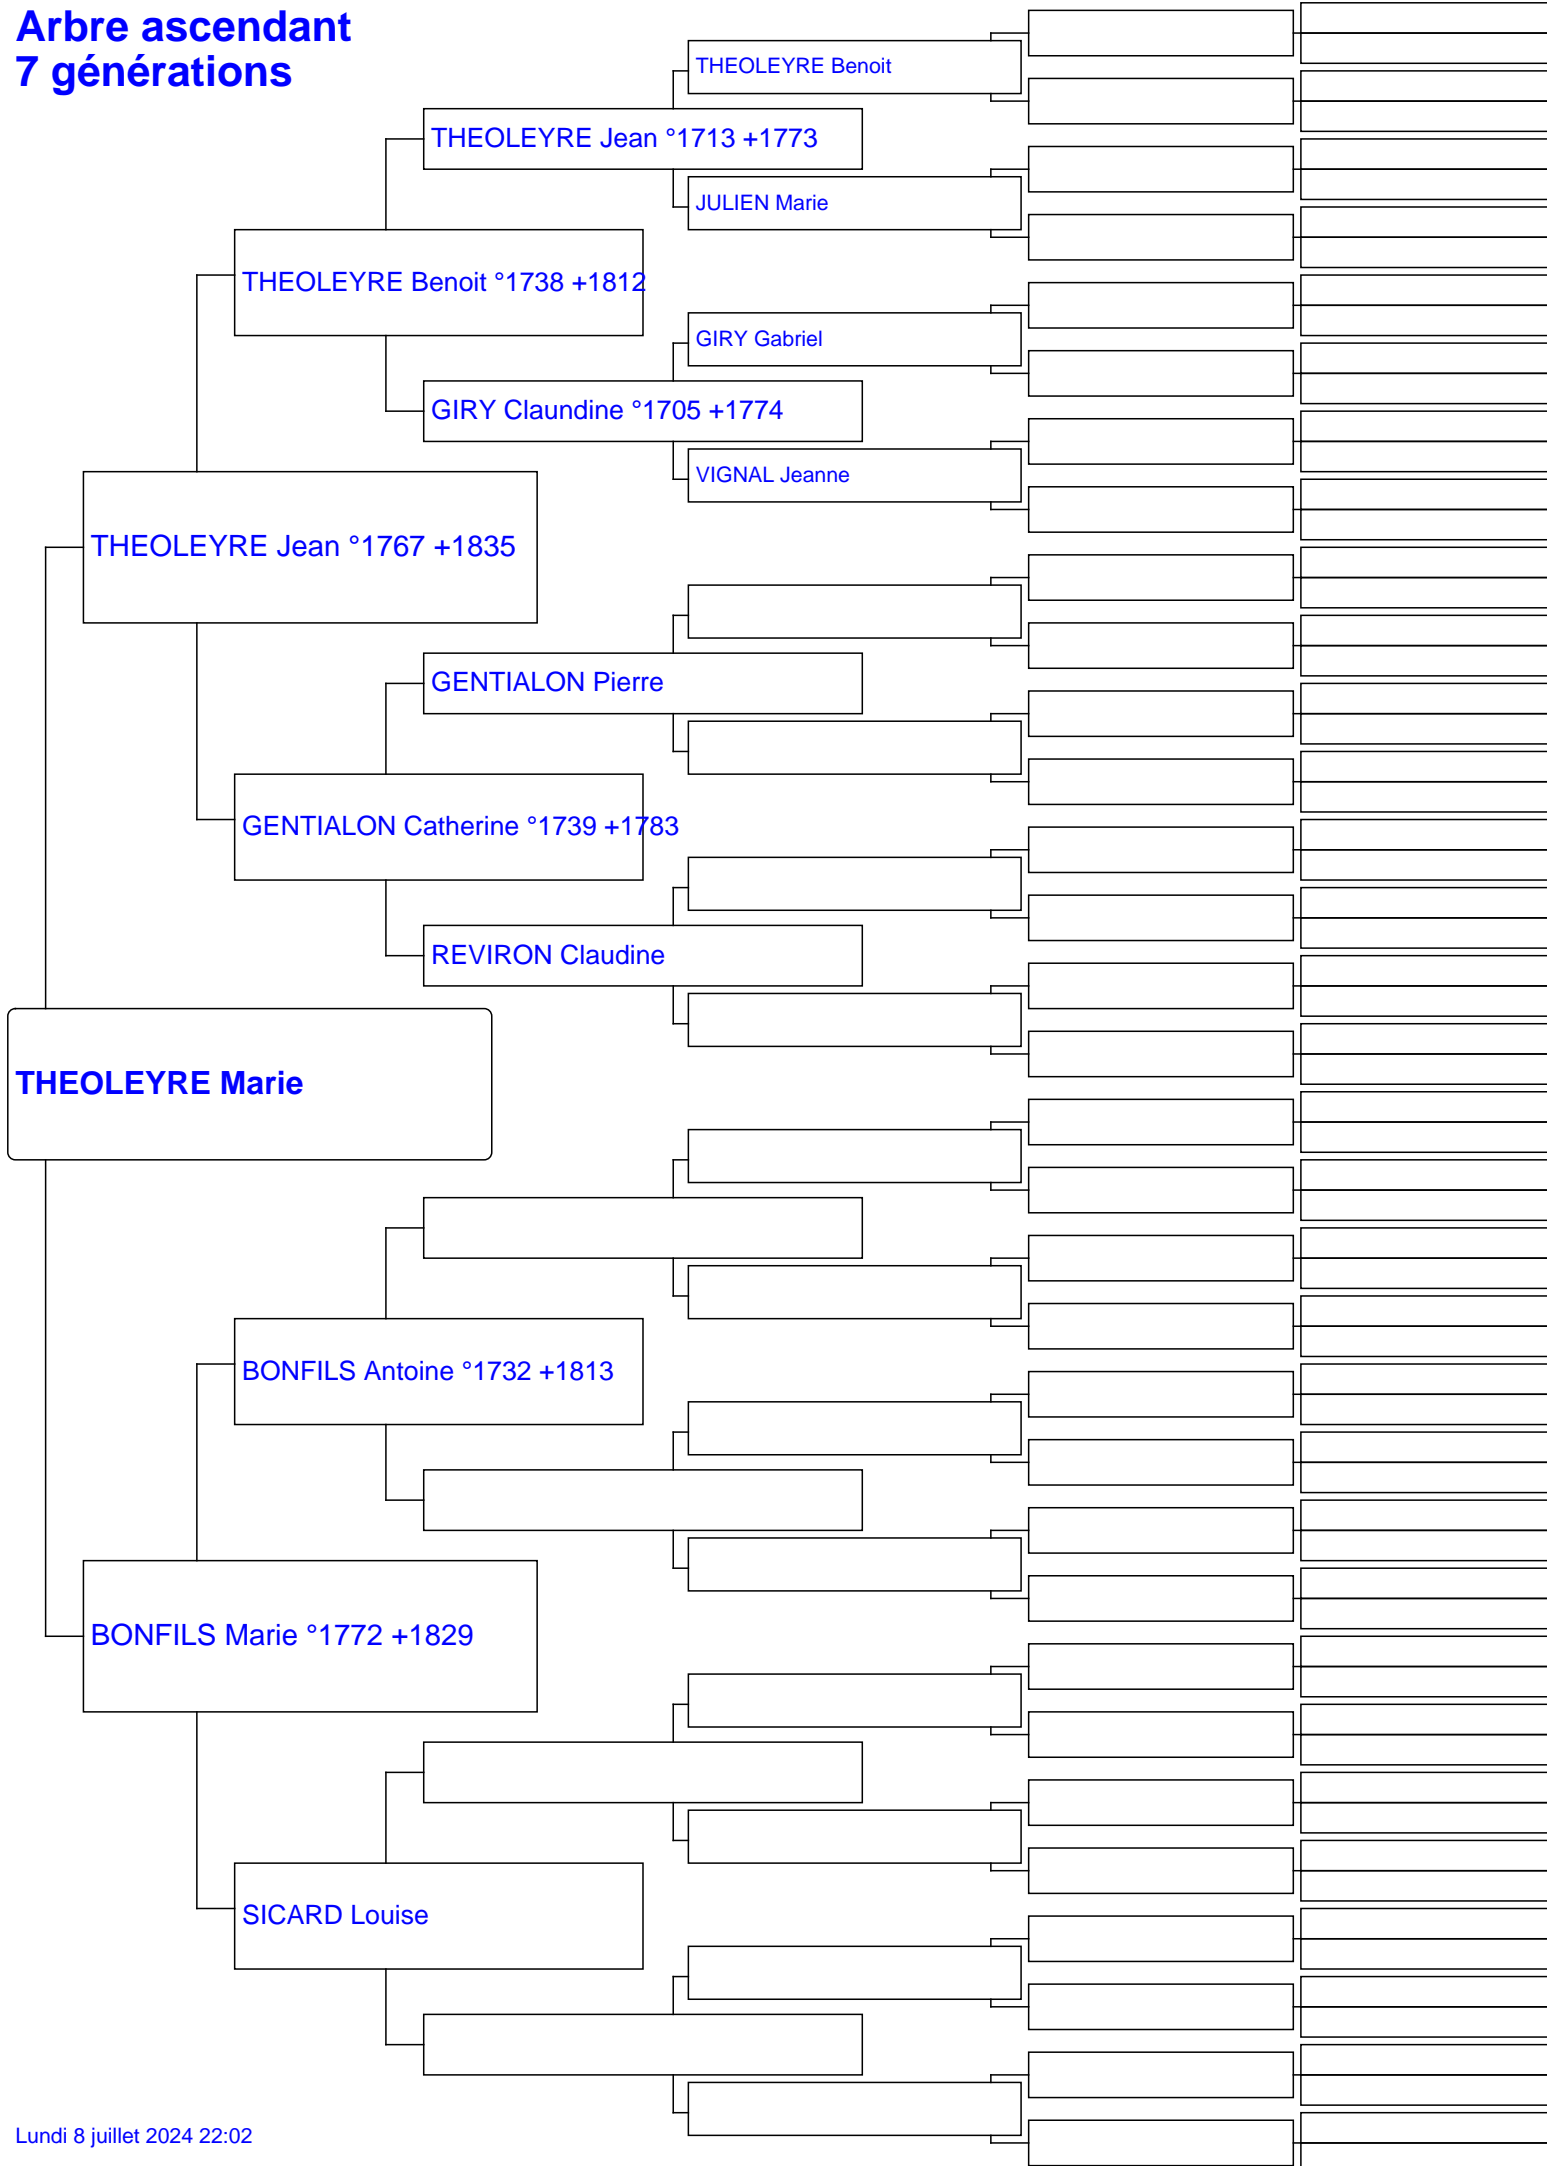 Arbre ascendant
7 générations
THEOLEYRE Benoit
THEOLEYRE Jean °1713 +1773
JULIEN Marie
THEOLEYRE Benoit °1738 +1812
GIRY Gabriel
GIRY Claundine °1705 +1774
VIGNAL Jeanne
THEOLEYRE Jean °1767 +1835
GENTIALON Pierre
GENTIALON Catherine °1739 +1783
REVIRON Claudine
THEOLEYRE Marie
BONFILS Antoine °1732 +1813
BONFILS Marie °1772 +1829
SICARD Louise
Lundi 8 juillet 2024 22:02